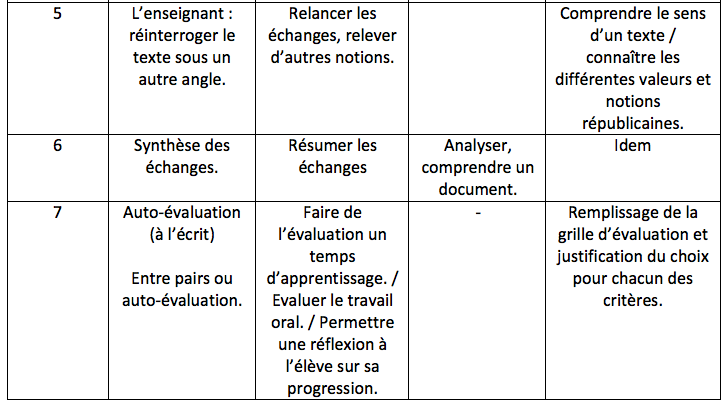 5
L’enseignant :
réinterroger le
texte sous un
autre angle.
Relancer les
échanges, relever
d’autres notions.
Comprendre le sens
d’un texte /
connaître les
différentes valeurs et
notions
républicaines.
6
Synthèse des
échanges.
Résumer les
échanges
Analyser,
comprendre un
document.
Idem
7
Auto-évaluation
(à l’écrit)
Entre pairs ou
auto-évaluation.
Faire de
l’évaluation un
temps
d’apprentissage. /
Evaluer le travail
oral. / Permettre
une réflexion à
l’élève sur sa
progression.
-
Remplissage de la
grille d’évaluation et
justification du choix
pour chacun des
critères.